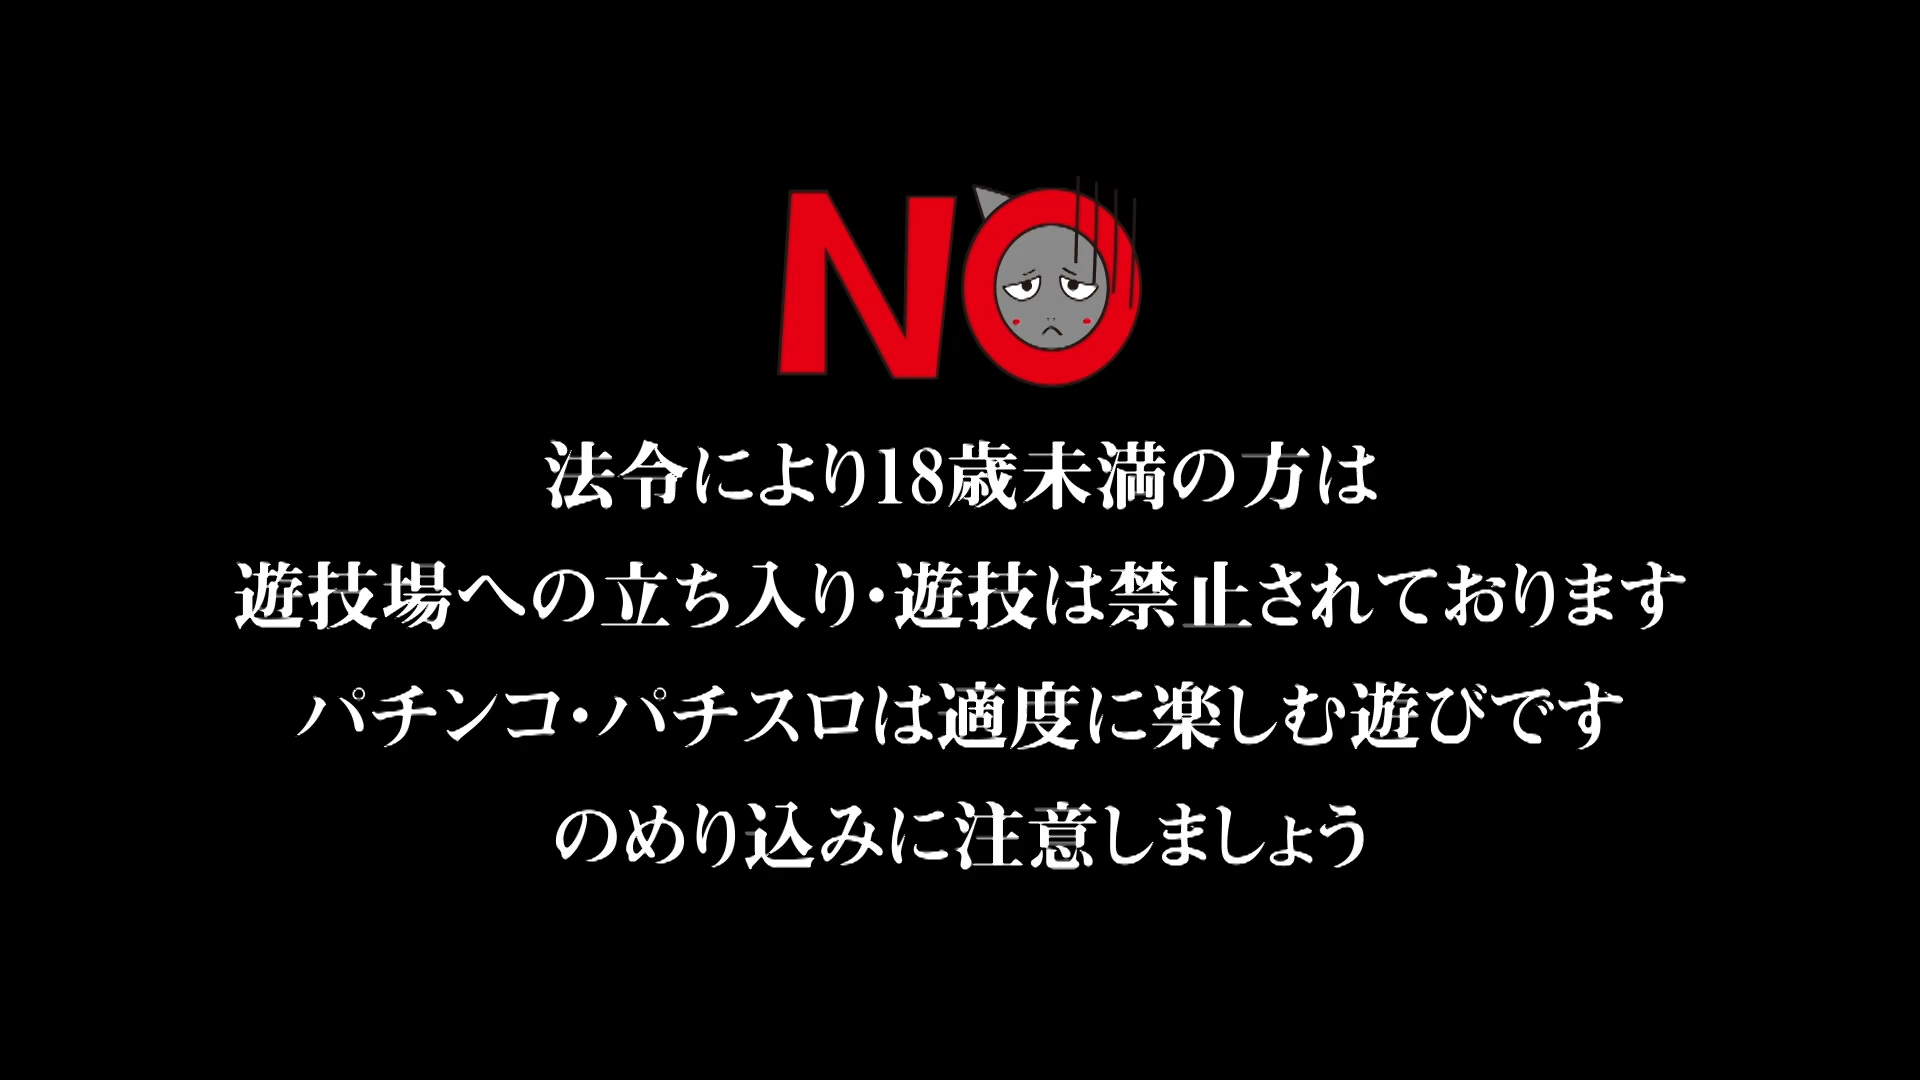 NO
法令により18歳未満の方は
遊技場への立ち入り・遊技は禁止されております
パチンコ・パチスロは適度に楽しむ遊びです
のめり込みに注意しましょう